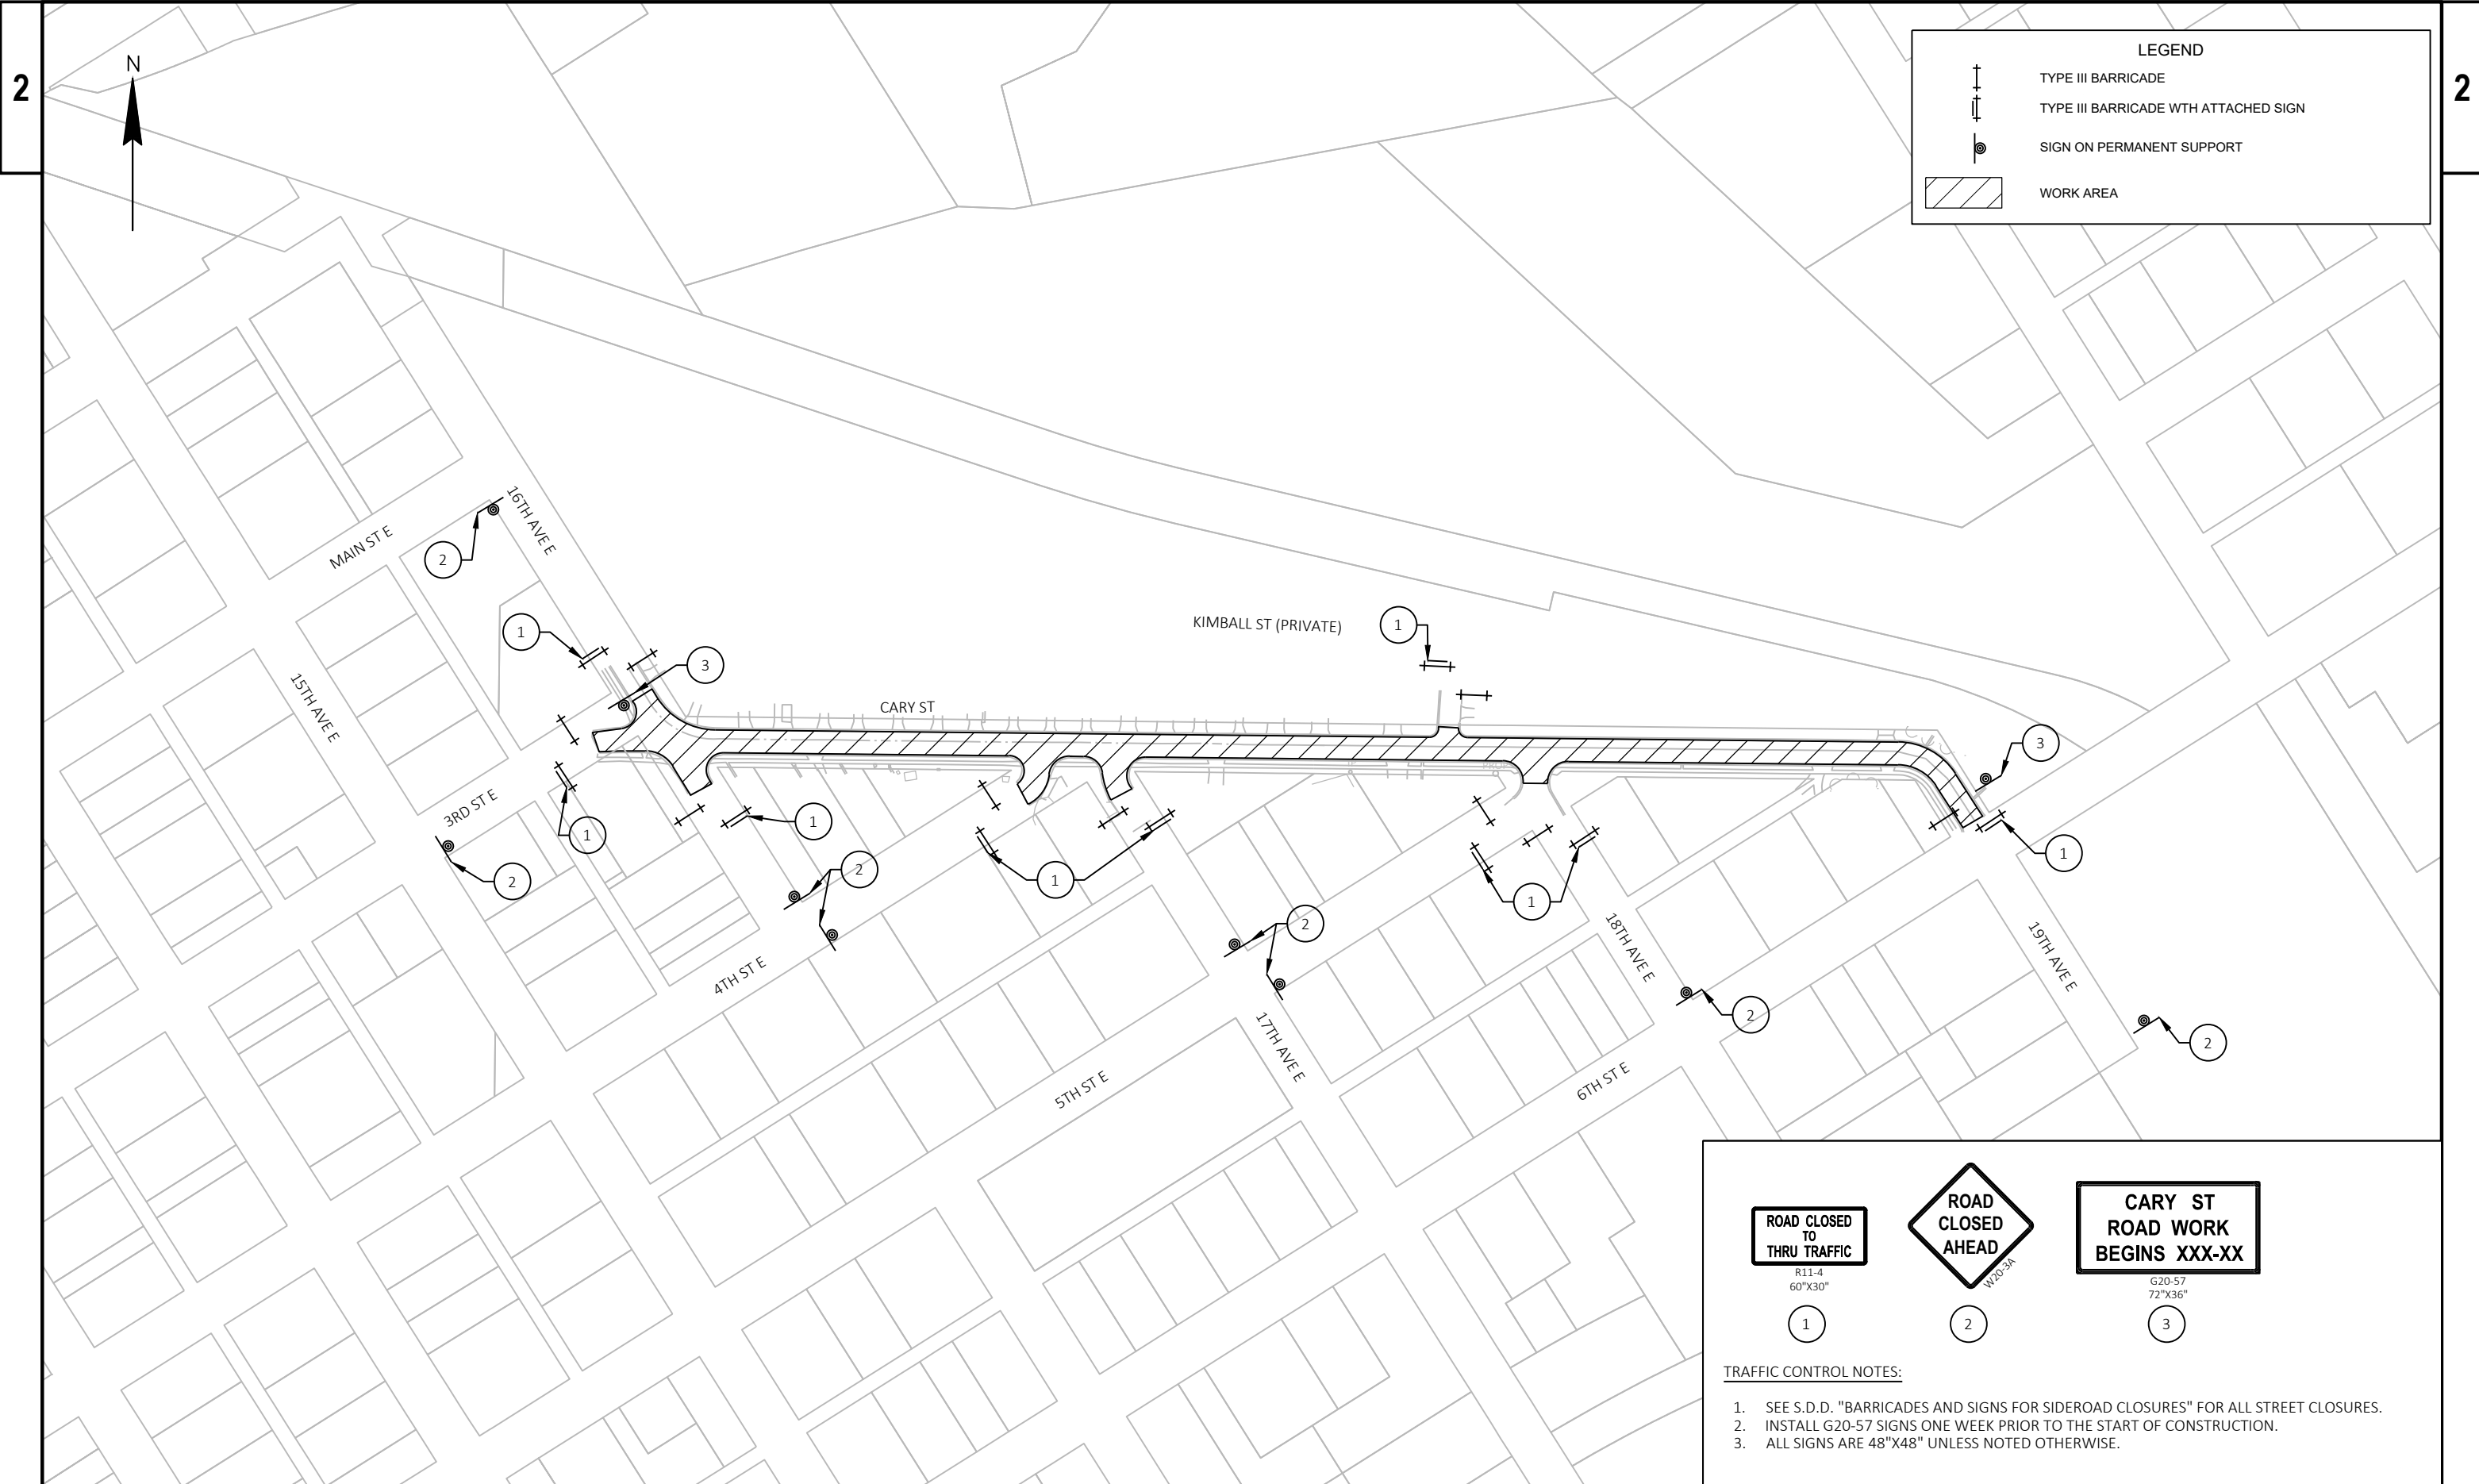 2
2
N
LEGEND
TYPE III BARRICADE
TYPE III BARRICADE WTH ATTACHED SIGN
SIGN ON PERMANENT SUPPORT
WORK AREA
16TH AVE E
MAIN ST E
2
1
3
KIMBALL ST (PRIVATE)
1
15TH AVE E
CARY ST
3
3RD ST E
1
1
2
2
1
1
1
4TH ST E
2
18TH AVE E
19TH AVE E
2
2
17TH AVE E
5TH ST E
6TH ST E
ROAD CLOSED
TO
THRU TRAFFIC
R11-4
60"X30"
1
ROAD
CLOSED
AHEAD
W20-3A
2
CARY ST
ROAD WORK
BEGINS XXX-XX
G20-57
72"X36"
3
TRAFFIC CONTROL NOTES:
1. SEE S.D.D. "BARRICADES AND SIGNS FOR SIDEROAD CLOSURES" FOR ALL STREET CLOSURES.
2. INSTALL G20-57 SIGNS ONE WEEK PRIOR TO THE START OF CONSTRUCTION.
3. ALL SIGNS ARE 48"X48" UNLESS NOTED OTHERWISE.